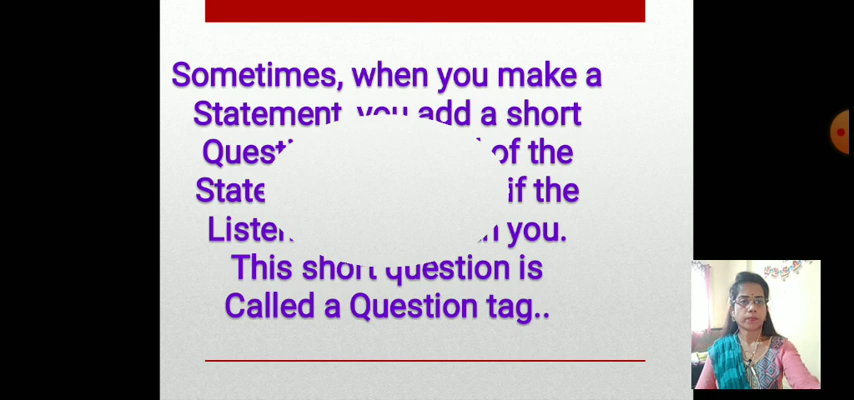 Sometimes, when you make a
Statement, you add a short
of the
if the
you.
This short question is
Called a Question tag..